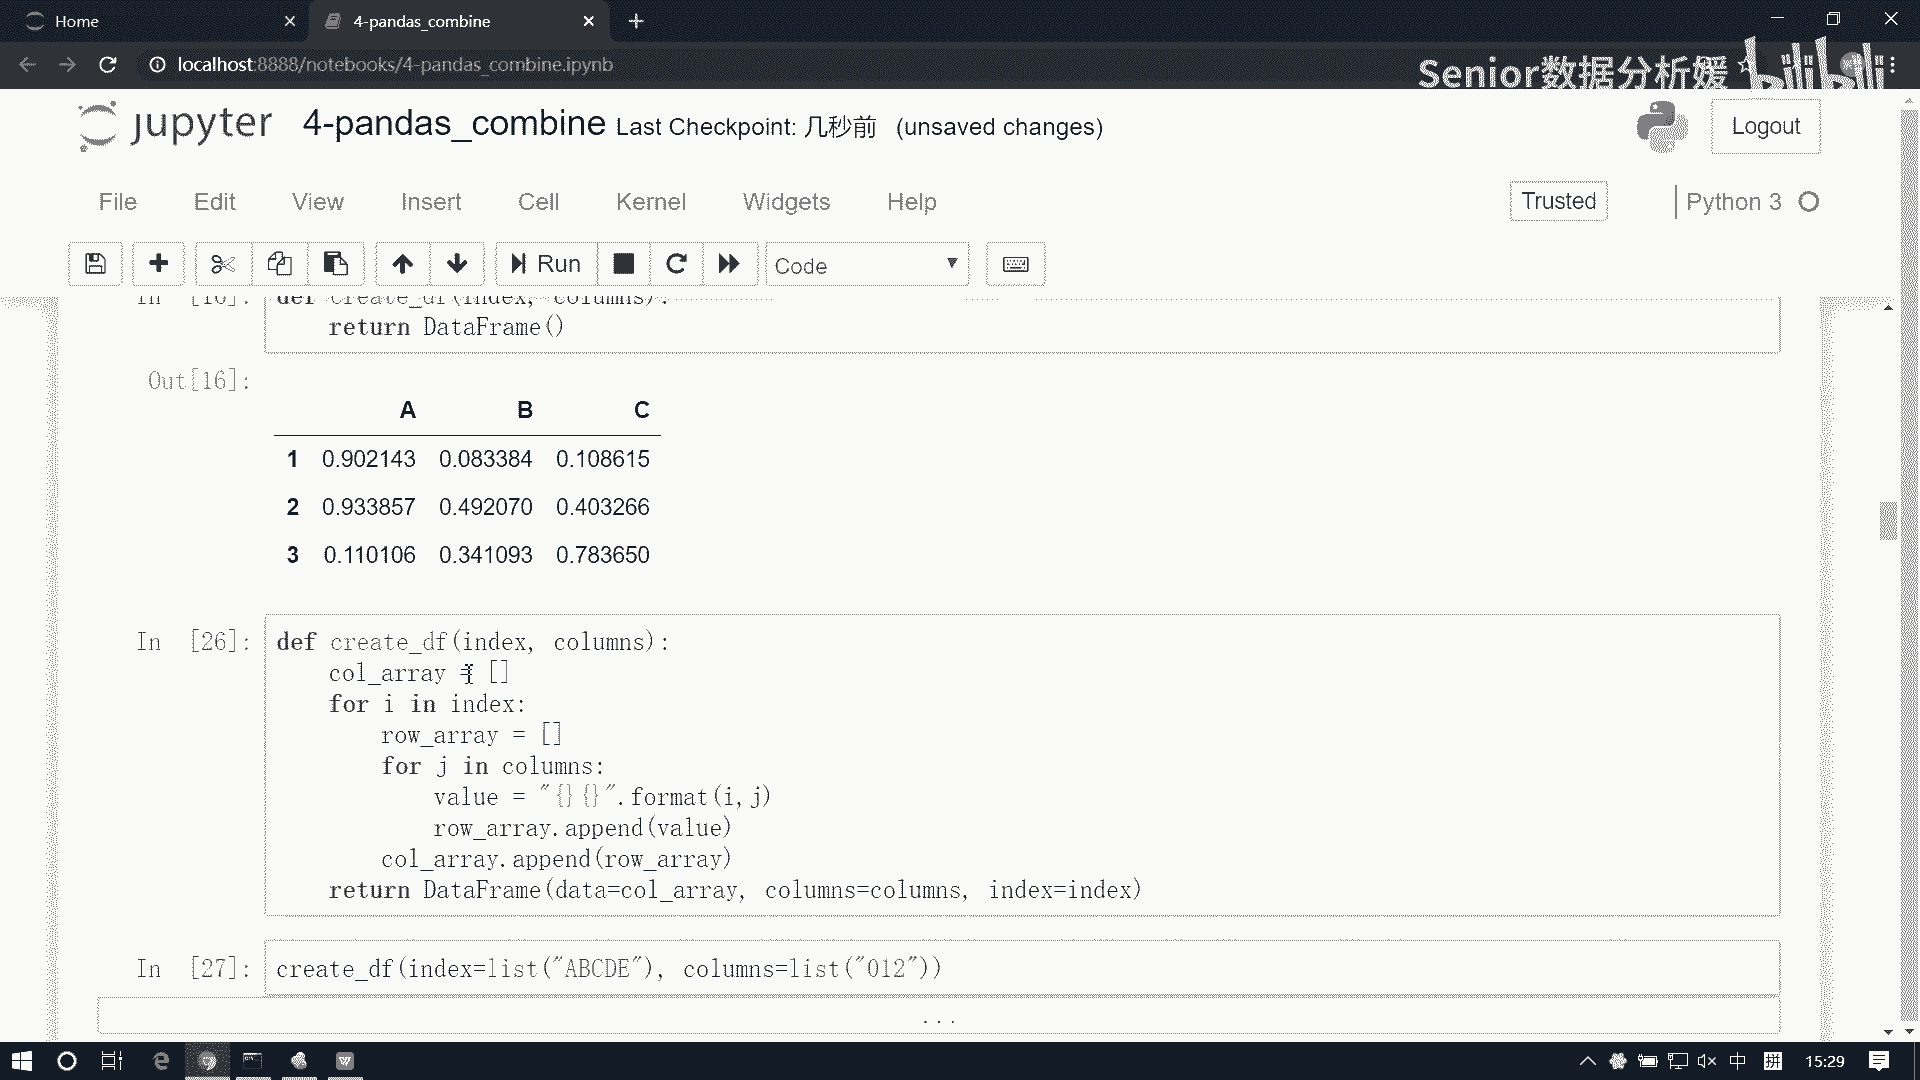 Home
4-pandas_combine
localhost:8888/notebooks/4-pandas_combine.ipynb
Senior数据分析媛
bilibili
jupyter 4-pandas_combine Last Checkpoint: 几秒前 (unsaved changes)
Logout
File Edit View Insert Cell Kernel Widgets Help
Trusted
Python 3
Run
Code
In [16]: def create_df(index, columns):
return DataFrame()
Out[16]:
A B C
1 0.902143 0.083384 0.108615
2 0.933857 0.492070 0.403266
3 0.110106 0.341093 0.783650
In [26]: def create_df(index, columns):
col_array = []
for i in index:
row_array = []
for j in columns:
value = "{}{}".format(i,j)
row_array.append(value)
col_array.append(row_array)
return DataFrame(data=col_array, columns=columns, index=index)
In [27]: create_df(index=list("ABCDE"), columns=list("012"))
...
中
拼
15:29